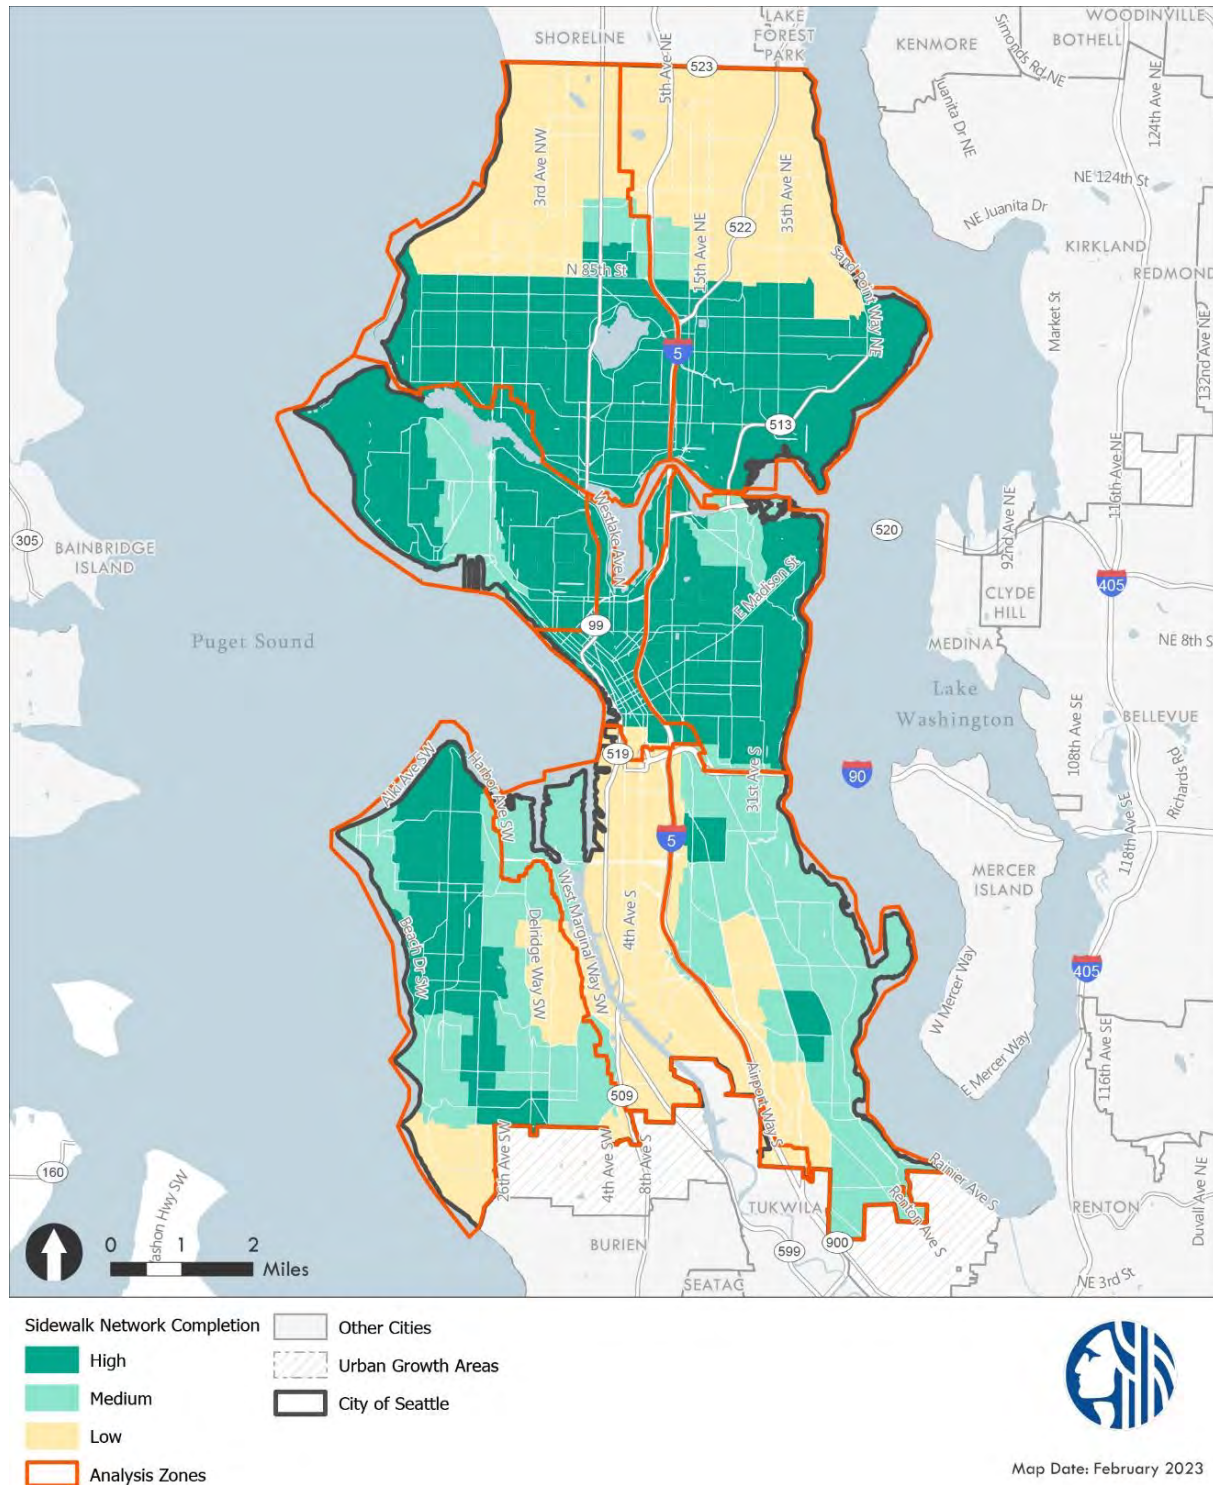 SHORELINE
LAKE
FOREST
PARK
KENMORE
WOODINVILLE
BOTHELL
Simonds Rd NE
Juanita Dr NE
124th Ave NE
5th Ave NE
523
3rd Ave NW
35th Ave NE
522
15th Ave NE
NE 124th St
NE Juanita Dr
KIRKLAND
REDMOND
N 85th St
Sand Point Way NE
Market St
132nd Ave NE
5
513
116th Ave NE
Westlake Ave N
520
92nd Ave NE
305
BAINBRIDGE
ISLAND
405
CLYDE
HILL
E Madison St
99
Puget Sound
MEDINA
NE 8th S
Lake
Washington
108th Ave SE
BELLEVUE
519
Alki Ave SW
Harbor Ave SW
31st Ave S
90
Richards Rd
118th Ave SE
5
MERCER
ISLAND
Beach Dr SW
Delridge Way SW
West Marginal Way SW
4th Ave S
405
W Mercer Way
E Mercer Way
116th Ave SE
509
Airport Way S
26th Ave SW
4th Ave SW
8th Ave S
160
ashon Hwy SW
Rainier Ave S
Renton Ave S
TUKWILA
RENTON
Duvall Ave NE
BURIEN
599
900
SEATAC
NE 3rd St
0 1 2
Miles
Sidewalk Network Completion
High
Medium
Low
Analysis Zones
Other Cities
Urban Growth Areas
City of Seattle
Map Date: February 2023